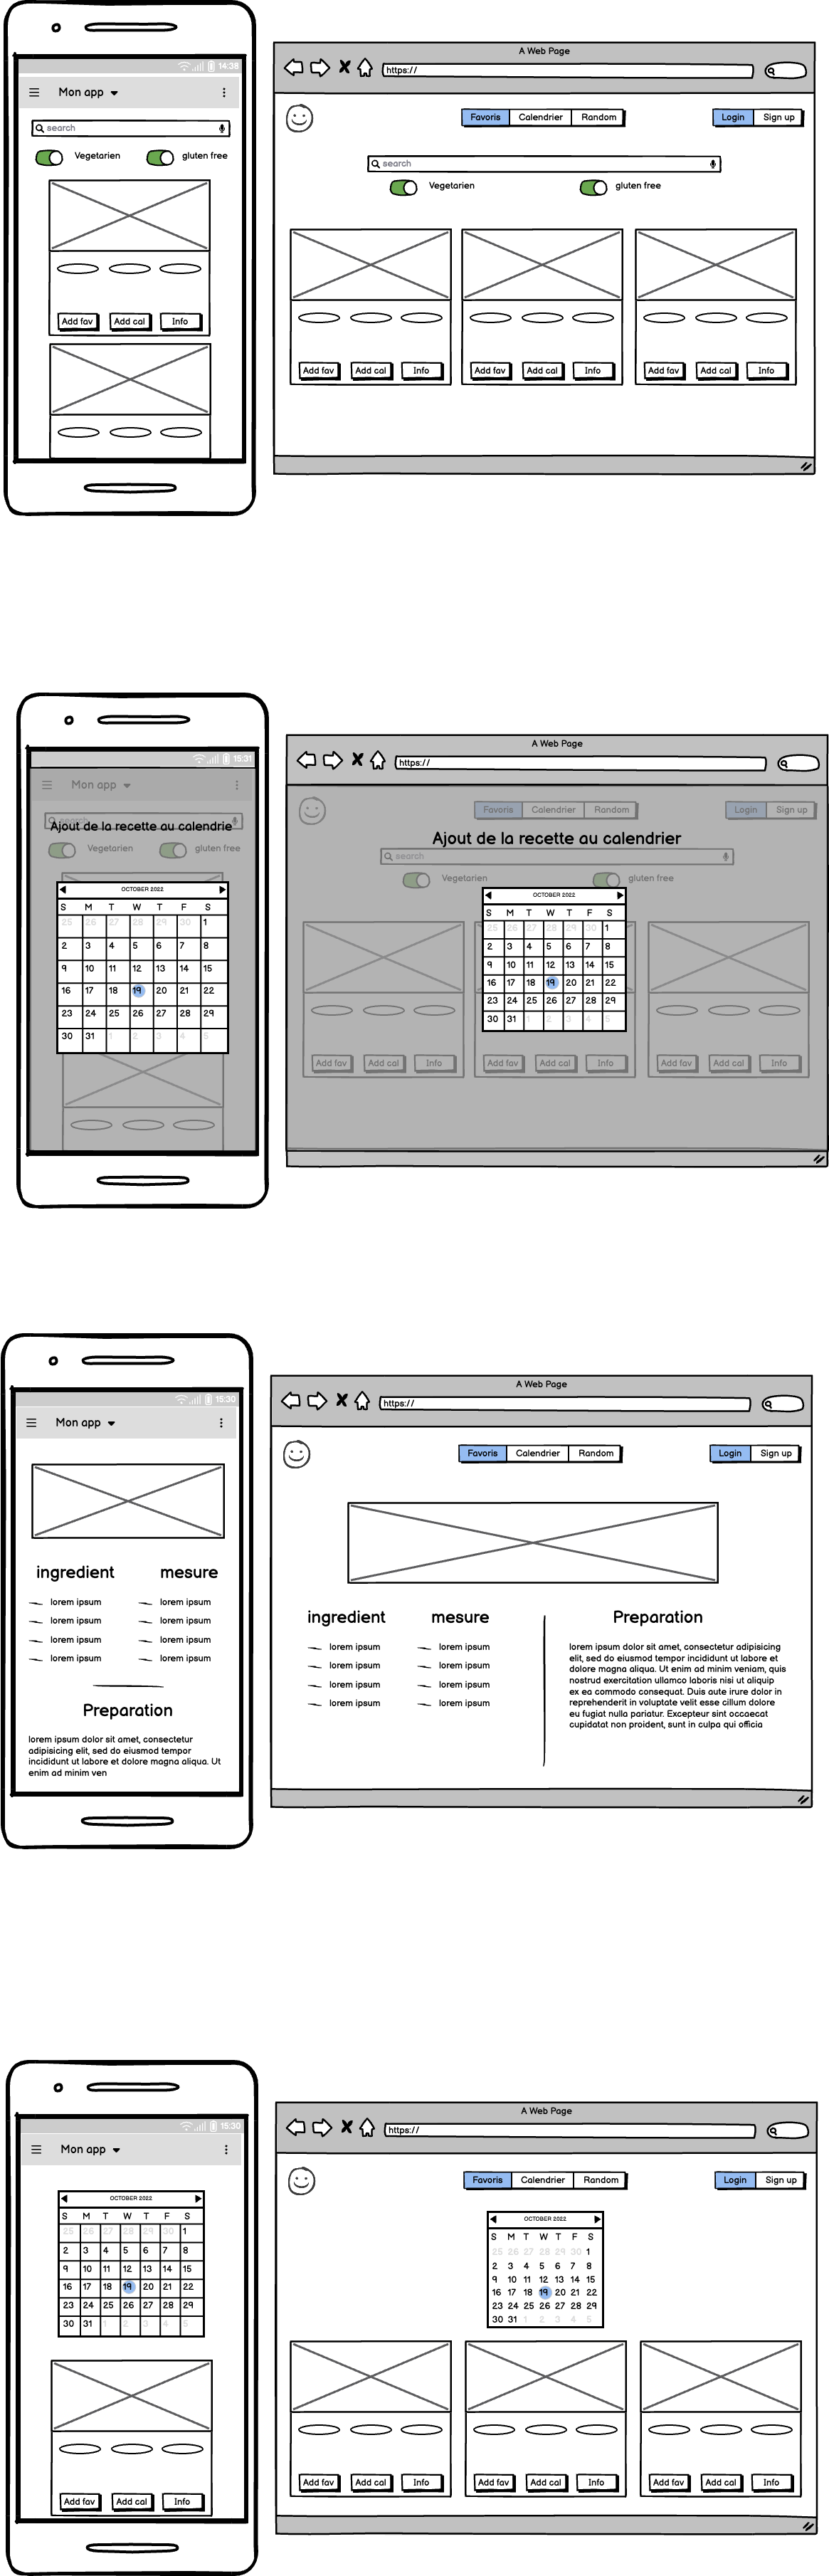 14:38
Mon app
search
Vegetarien gluten free
Add fav Add cal Info
A Web Page
https://
Favoris Calendrier Random Login Sign up
search
Vegetarien gluten free
Add fav Add cal Info Add fav Add cal Info Add fav Add cal Info
15:31
Mon app
search
Ajout de la recette au calendrie
Vegetarien gluten free
OCTOBER 2022
S M T W T F S
25 26 27 28 29 30 1
2 3 4 5 6 7 8
9 10 11 12 13 14 15
16 17 18 19 20 21 22
23 24 25 26 27 28 29
30 31 1 2 3 4 5
A Web Page
https://
Favoris Calendrier Random Login Sign up
Ajout de la recette au calendrier
search
Vegetarien gluten free
OCTOBER 2022
S M T W T F S
25 26 27 28 29 30 1
2 3 4 5 6 7 8
9 10 11 12 13 14 15
16 17 18 19 20 21 22
23 24 25 26 27 28 29
30 31 1 2 3 4 5
Add fav Add cal Info Add fav Add cal Info Add fav Add cal Info
15:30
Mon app
ingredient mesure
lorem ipsum lorem ipsum
lorem ipsum lorem ipsum
lorem ipsum lorem ipsum
lorem ipsum lorem ipsum
Preparation
lorem ipsum dolor sit amet, consectetur
adipisicing elit, sed do eiusmod tempor
incididunt ut labore et dolore magna aliqua. Ut
enim ad minim ven
A Web Page
https://
Favoris Calendrier Random Login Sign up
ingredient mesure
lorem ipsum lorem ipsum
lorem ipsum lorem ipsum
lorem ipsum lorem ipsum
lorem ipsum lorem ipsum
Preparation
lorem ipsum dolor sit amet, consectetur adipisicing
elit, sed do eiusmod tempor incididunt ut labore et
dolore magna aliqua. Ut enim ad minim veniam, quis
nostrud exercitation ullamco laboris nisi ut aliquip
ex ea commodo consequat. Duis aute irure dolor in
reprehenderit in voluptate velit esse cillum dolore
eu fugiat nulla pariatur. Excepteur sint occaecat
cupidatat non proident, sunt in culpa qui officia
15:30
Mon app
OCTOBER 2022
S M T W T F S
25 26 27 28 29 30 1
2 3 4 5 6 7 8
9 10 11 12 13 14 15
16 17 18 19 20 21 22
23 24 25 26 27 28 29
30 31 1 2 3 4 5
Add fav Add cal Info
A Web Page
https://
Favoris Calendrier Random Login Sign up
OCTOBER 2022
S M T W T F S
25 26 27 28 29 30 1
2 3 4 5 6 7 8
9 10 11 12 13 14 15
16 17 18 19 20 21 22
23 24 25 26 27 28 29
30 31 1 2 3 4 5
Add fav Add cal Info Add fav Add cal Info Add fav Add cal Info